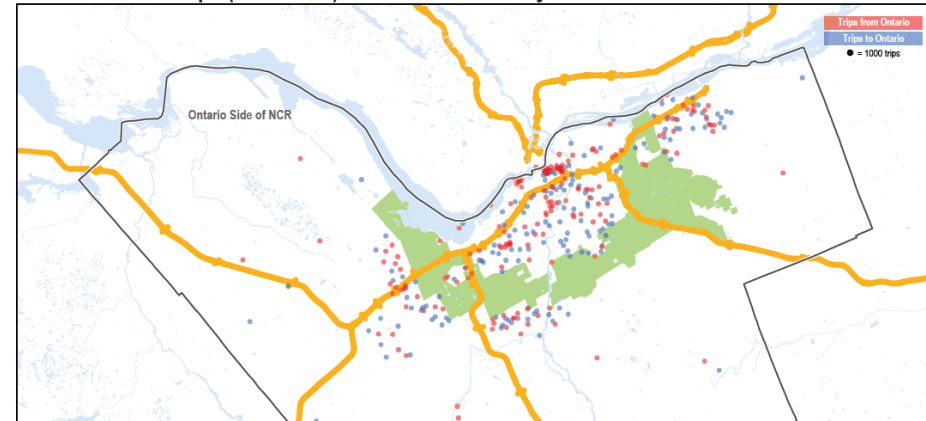 Trips from Ontario
Trips to Ontario
= 1000 trips
Ontario Side of NCR